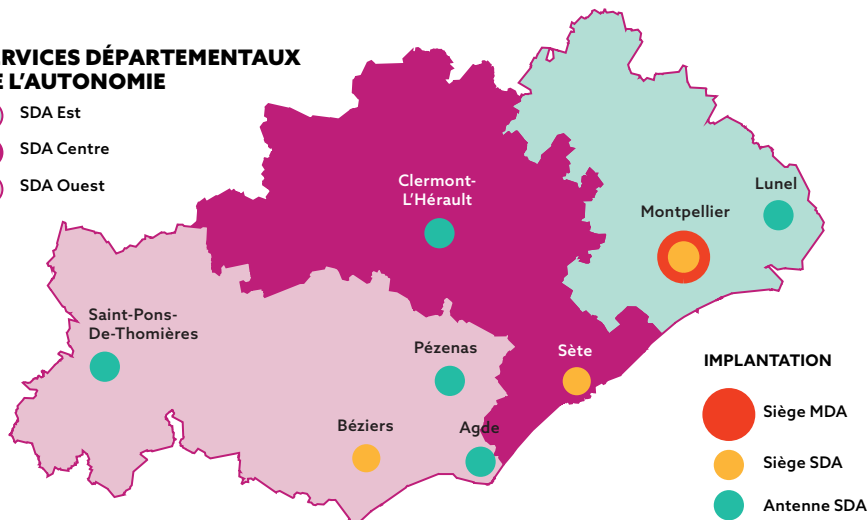 ERVICES DÉPARTEMENTAUX
E L'AUTONOMIE
SDA Est
SDA Centre
SDA Ouest
Clermont-
L'Hérault
Montpellier
Lunel
Saint-Pons-
De-Thomières
Pézenas
Sète
Béziers
Agde
IMPLANTATION
Siège MDA
Siège SDA
Antenne SDA